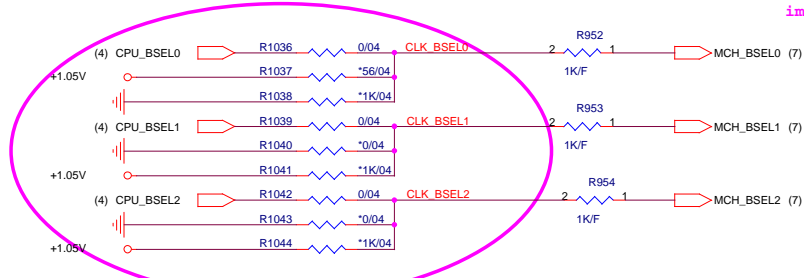 im
R952
(4) CPU_BSEL0 R1036 0/04 CLK_BSEL0 2 1 MCH_BSEL0 (7)
+1.05V R1037 *56/04 1K/F
R1038 *1K/04
R953
(4) CPU_BSEL1 R1039 0/04 CLK_BSEL1 2 1 MCH_BSEL1 (7)
R1040 *0/04 1K/F
+1.05V R1041 *1K/04
R954
(4) CPU_BSEL2 R1042 0/04 CLK_BSEL2 2 1 MCH_BSEL2 (7)
R1043 *0/04 1K/F
+1.05V R1044 *1K/04